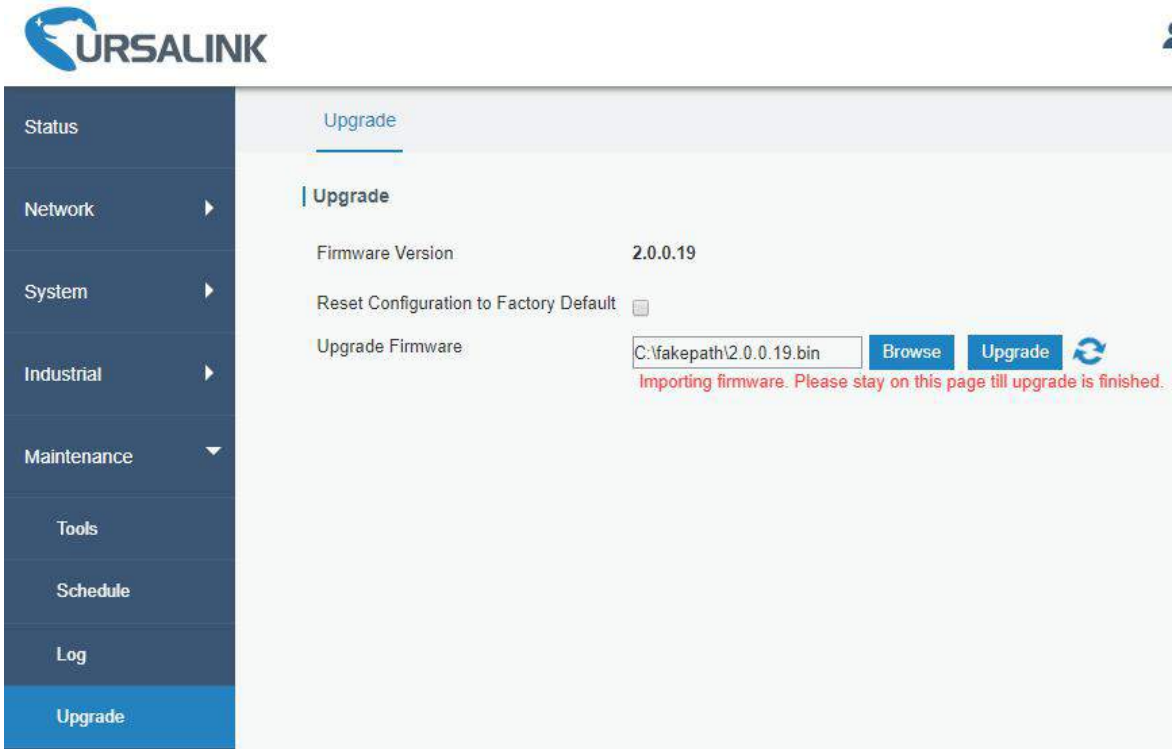 URSALINK
Status
Network
System
Industrial
Maintenance
Tools
Schedule
Log
Upgrade
Upgrade
Upgrade
Firmware Version 2.0.0.19
Reset Configuration to Factory Default
Upgrade Firmware C:\fakepath\2.0.0.19.bin Browse Upgrade
Importing firmware. Please stay on this page till upgrade is finished.